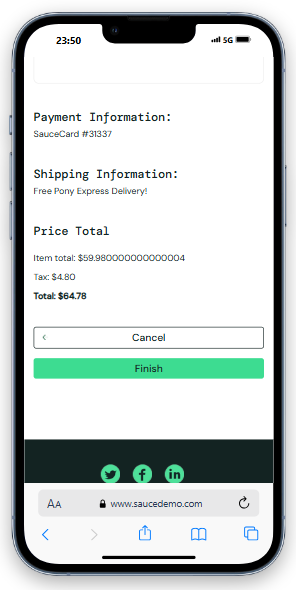 23:50
5G
Payment Information:
SauceCard #31337
Shipping Information:
Free Pony Express Delivery!
Price Total
Item total: $59.980000000000004
Tax: $4.80
Total: $64.78
Cancel
Finish
AA www.saucedemo.com